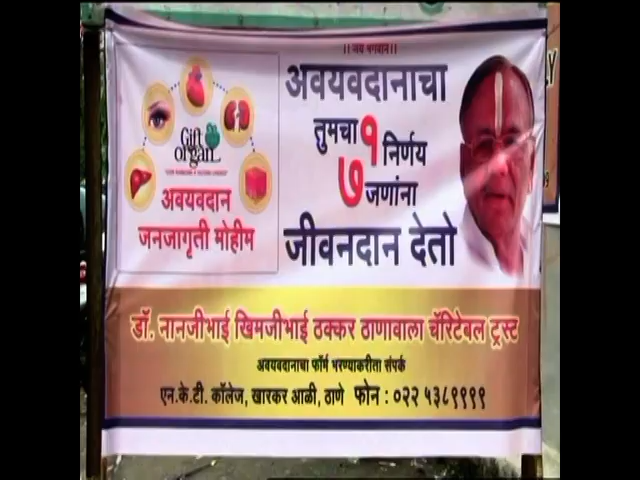 ।। जय भगवान ।।
अवयवदानाचा
तुमचा १ निर्णय
७ जणांना
जीवनदान देतो
Gift
organ
अवयवदान
जनजागृती मोहीम
डॉ. नानजीभाई खिमजीभाई ठक्कर ठाणावाला चॅरिटेबल ट्रस्ट
अवयवदानाचा फॉर्म भरण्याकरीता संपर्क
एन.के.टी. कॉलेज, खारकर आळी, ठाणे फोन : ०२२ ५३८९९९९